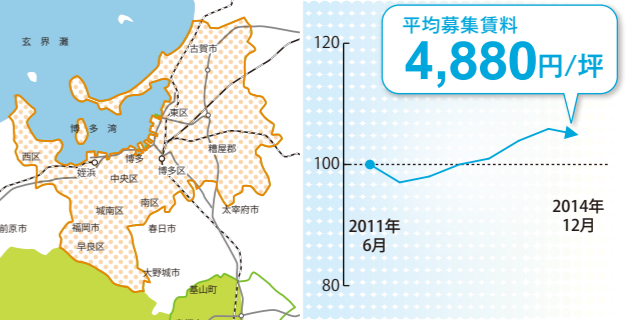 玄界灘
古賀市
東区
博多湾
糟屋郡
西区
博多
姪浜
博多区
中央区
南区
城南区
太宰府市
福岡市
春日市
前原市
早良区
大野城市
基山町
平均募集賃料
4,880円/坪
120
100
80
2011年
6月
2014年
12月